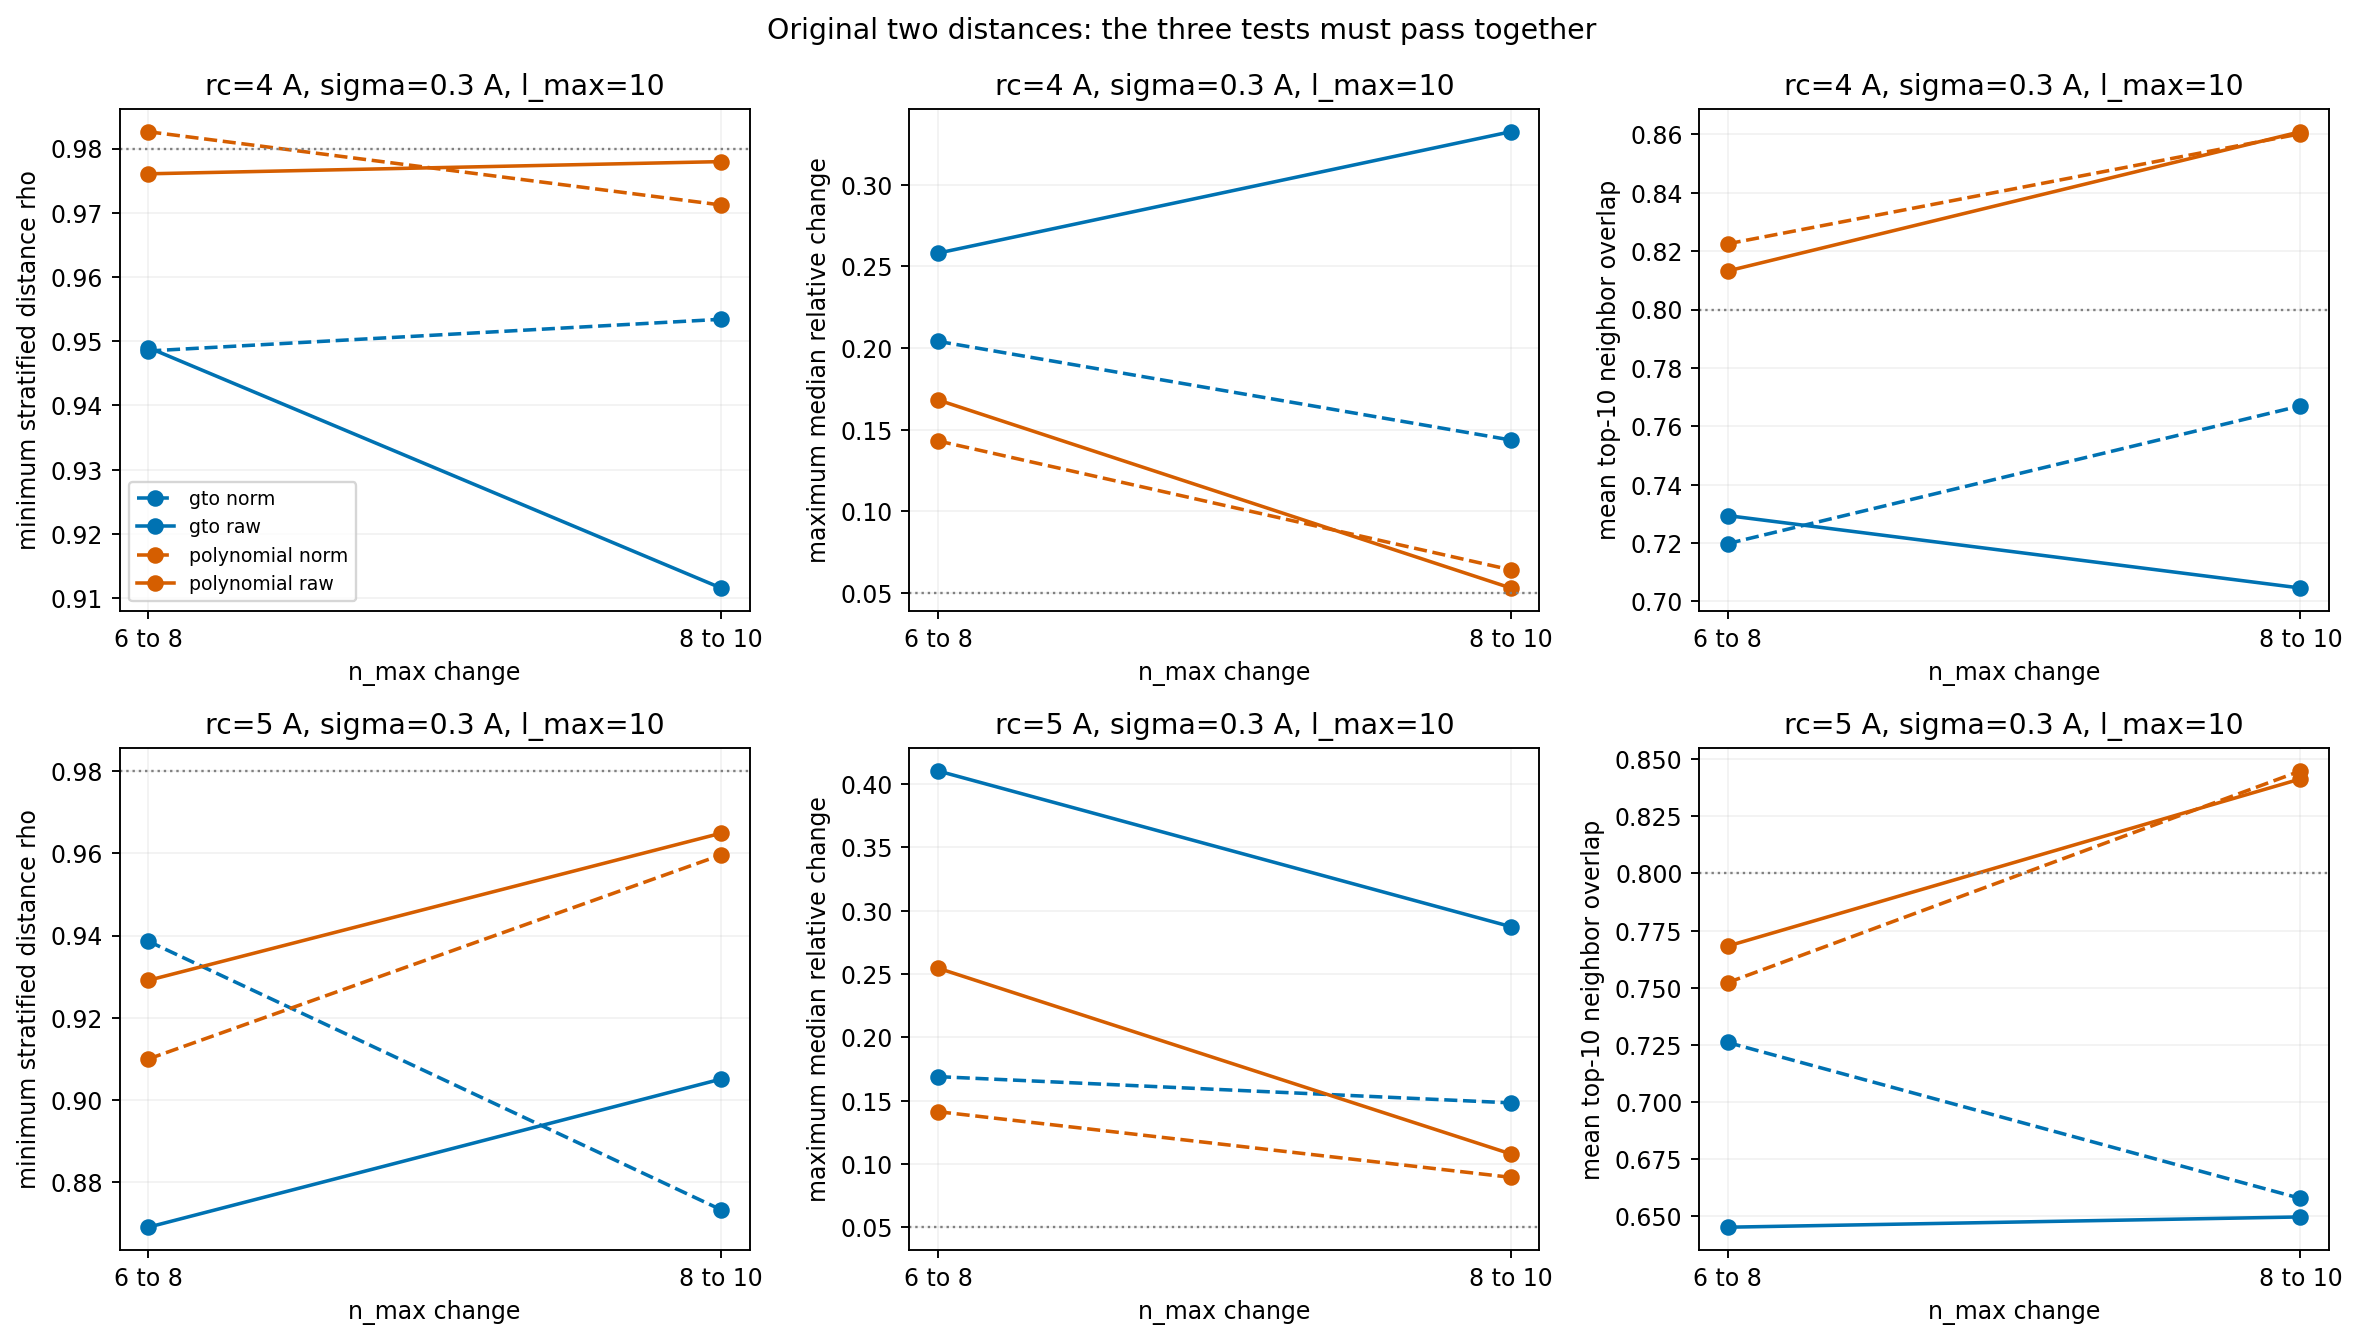 Original two distances: the three tests must pass together
rc=4 A, sigma=0.3 A, l_max=10
minimum stratified distance rho
0.98
0.97
0.96
0.95
0.94
0.93
0.92
0.91
gto norm
gto raw
polynomial norm
polynomial raw
6 to 8
8 to 10
n_max change
rc=4 A, sigma=0.3 A, l_max=10
maximum median relative change
0.30
0.25
0.20
0.15
0.10
0.05
6 to 8
8 to 10
n_max change
rc=4 A, sigma=0.3 A, l_max=10
mean top-10 neighbor overlap
0.86
0.84
0.82
0.80
0.78
0.76
0.74
0.72
0.70
6 to 8
8 to 10
n_max change
rc=5 A, sigma=0.3 A, l_max=10
minimum stratified distance rho
0.98
0.96
0.94
0.92
0.90
0.88
6 to 8
8 to 10
n_max change
rc=5 A, sigma=0.3 A, l_max=10
maximum median relative change
0.40
0.35
0.30
0.25
0.20
0.15
0.10
0.05
6 to 8
8 to 10
n_max change
rc=5 A, sigma=0.3 A, l_max=10
mean top-10 neighbor overlap
0.850
0.825
0.800
0.775
0.750
0.725
0.700
0.675
0.650
6 to 8
8 to 10
n_max change